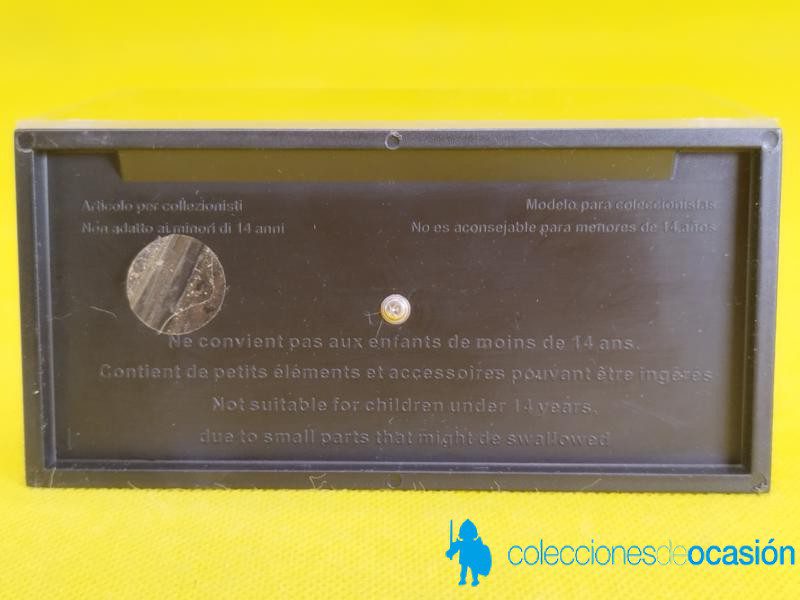 Articolo per collezionisti
Non adatto ai minori di 14 anni
Modelo para coleccionistas
No es aconsejable para menores de 14 años
Ne convient pas aux enfants de moins de 14 ans.
Contient de petits éléments et accessoires pouvant être ingérés
Not suitable for children under 14 years,
due to small parts that might de swallowed
coleccionesdeocasión